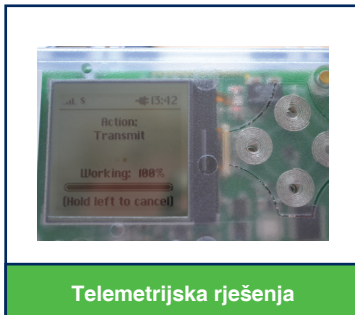 13:42
Action:
Transmit
Working: 100%
(Hold left to cancel)
Telemetrijska rješenja